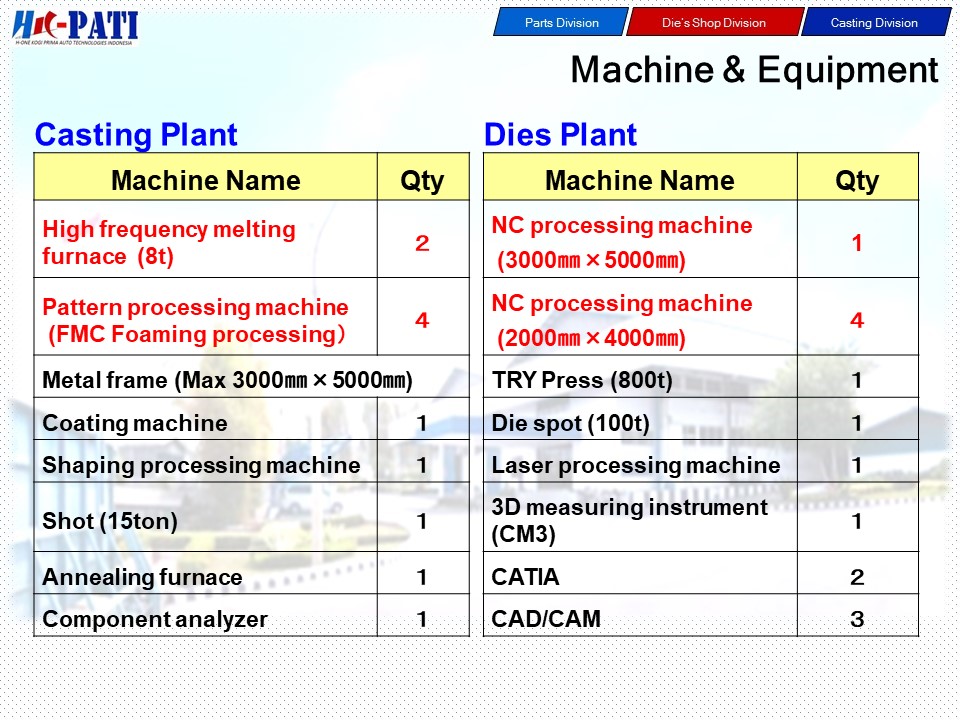 H1C-PATI
H-ONE KOGI PRIMA AUTO TECHNOLOGIES INDONESIA
Parts Division
Die's Shop Division
Casting Division
Machine & Equipment
Casting Plant
Machine Name Qty
High frequency melting
furnace (8t) 2
Pattern processing machine
(FMC Foaming processing） 4
Metal frame (Max 3000㎜×5000㎜)
Coating machine 1
Shaping processing machine 1
Shot (15ton) 1
Annealing furnace 1
Component analyzer 1
Dies Plant
Machine Name Qty
NC processing machine
(3000㎜×5000㎜) 1
NC processing machine
(2000㎜×4000㎜) 4
TRY Press (800t) 1
Die spot (100t) 1
Laser processing machine 1
3D measuring instrument
(CM3) 1
CATIA 2
CAD/CAM 3